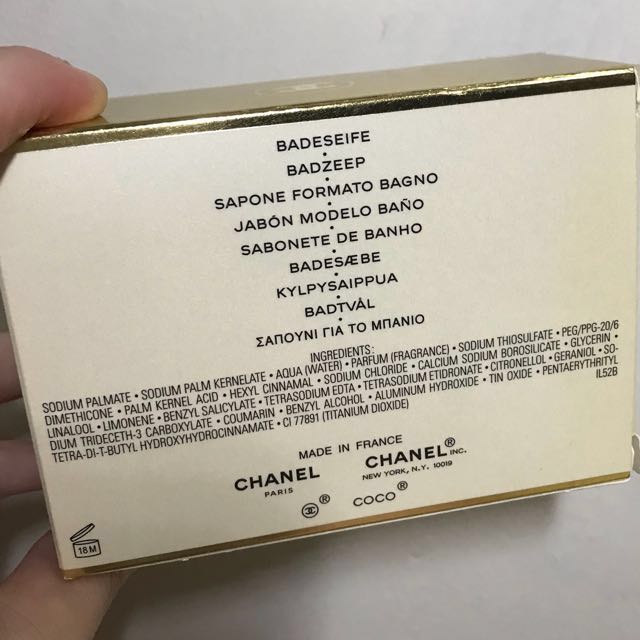 BADESEIFE
•
BADZEEP
•
SAPONE FORMATO BAGNO
•
JABÓN MODELO BAÑO
•
SABONETE DE BANHO
•
BADESÆBE
•
KYLPYSAIPPUA
•
BADTVÅL
•
ΣΑΠΟΥΝΙ ΓΙΑ ΤΟ ΜΠΑΝΙΟ
INGREDIENTS:
SODIUM PALMATE • SODIUM PALM KERNELATE • AQUA (WATER) • PARFUM (FRAGRANCE) • SODIUM THIOSULFATE • PEG/PPG-20/6
DIMETHICONE • PALM KERNEL ACID • HEXYL CINNAMAL • SODIUM CHLORIDE • CALCIUM SODIUM BOROSILICATE • GLYCERIN •
LINALOOL • LIMONENE • BENZYL SALICYLATE • TETRASODIUM EDTA • TETRASODIUM ETIDRONATE • CITRONELLOL • GERANIOL • SO-
DIUM TRIDECETH-3 CARBOXYLATE • COUMARIN • BENZYL ALCOHOL • ALUMINUM HYDROXIDE • TIN OXIDE • PENTAERYTHRITYL
TETRA-DI-T-BUTYL HYDROXYHYDROCINNAMATE • CI 77891 (TITANIUM DIOXIDE) IL52B
MADE IN FRANCE
CHANEL CHANEL® INC.
PARIS NEW YORK, N.Y. 10019
® COCO®
18 M